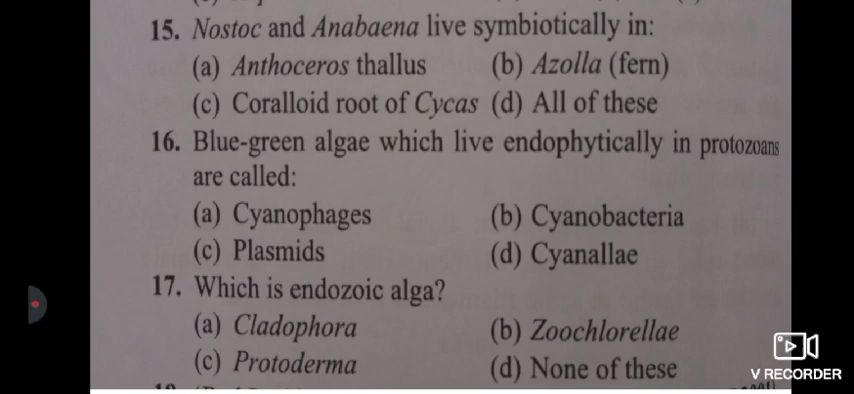 15. Nostoc and Anabaena live symbiotically in:
(a) Anthoceros thallus (b) Azolla (fern)
(c) Coralloid root of Cycas (d) All of these
16. Blue-green algae which live endophytically in protozoans
are called:
(a) Cyanophages (b) Cyanobacteria
(c) Plasmids (d) Cyanallae
17. Which is endozoic alga?
(a) Cladophora (b) Zoochlorellae
(c) Protoderma (d) None of these
V RECORDER